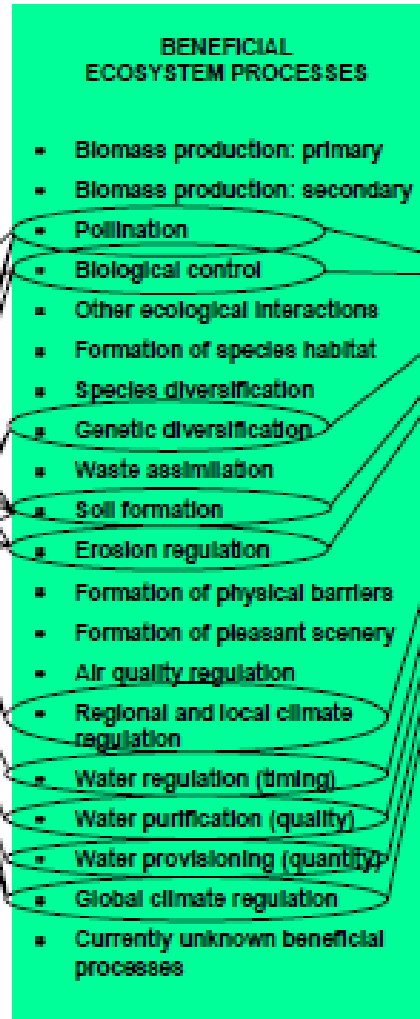 BENEFICIAL
ECOSYSTEM PROCESSES
• Biomass production: primary
• Biomass production: secondary
• Pollination
• Biological control
• Other ecological interactions
• Formation of species habitat
• Species diversification
• Genetic diversification
• Waste assimilation
• Soil formation
• Erosion regulation
• Formation of physical barriers
• Formation of pleasant scenery
• Air quality regulation
• Regional and local climate
regulation
• Water regulation (timing)
• Water purification (quality)
• Water provisioning (quantity)
• Global climate regulation
• Currently unknown beneficial
processes